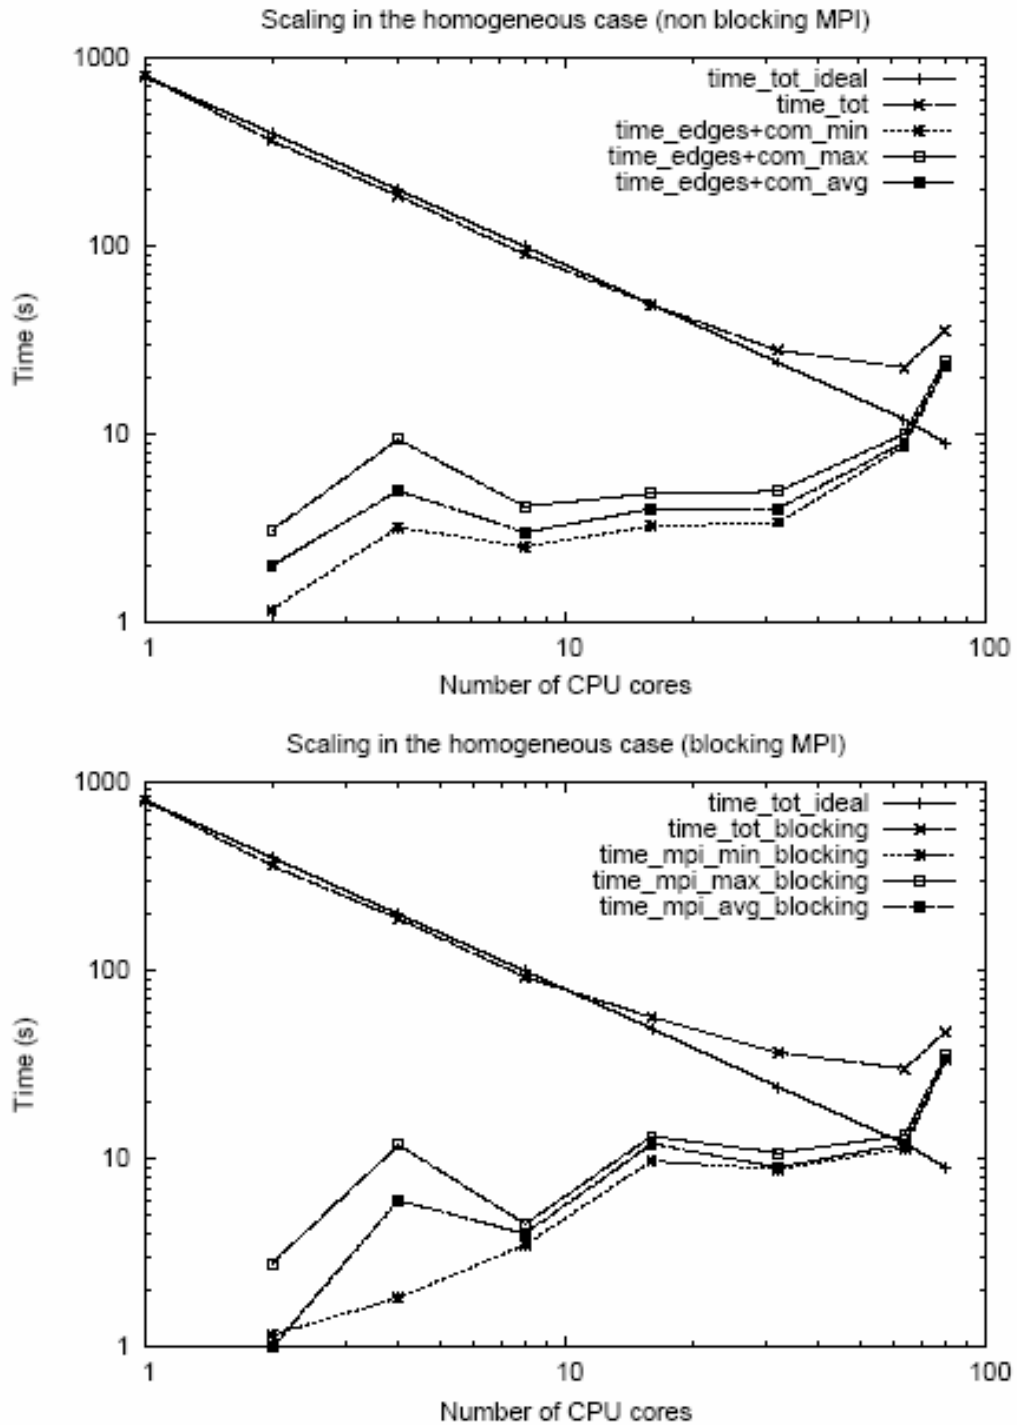 Scaling in the homogeneous case (non blocking MPI)
1000
100
10
1
Time (s)
time_tot_ideal
time_tot
time_edges+com_min
time_edges+com_max
time_edges+com_avg
1 10 100
Number of CPU cores
Scaling in the homogeneous case (blocking MPI)
1000
100
10
1
Time (s)
time_tot_ideal
time_tot_blocking
time_mpi_min_blocking
time_mpi_max_blocking
time_mpi_avg_blocking
1 10 100
Number of CPU cores